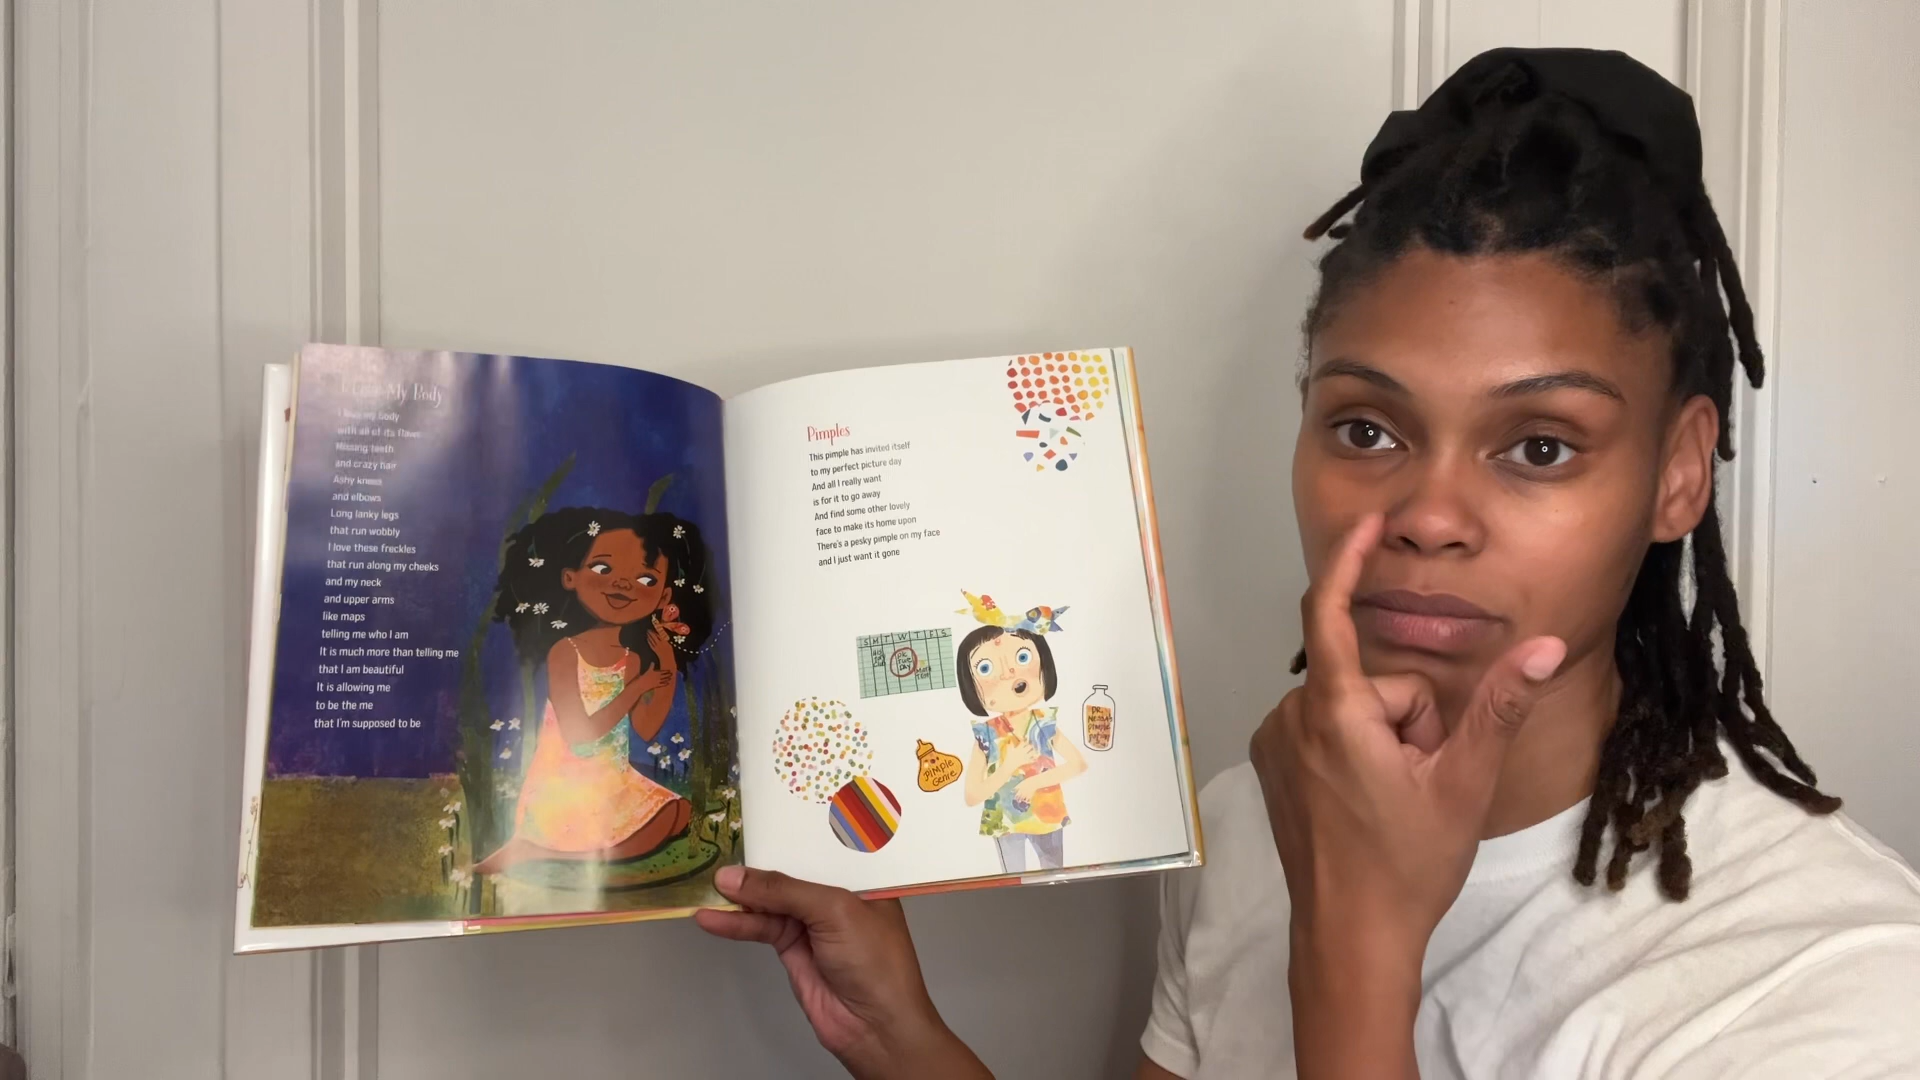 I Love My Body
I love my body
with all of its flaws
Missing teeth
and crazy hair
Ashy knees
and elbows
Long lanky legs
that run wobbly
I love these freckles
that run along my cheeks
and my neck
and upper arms
like maps
telling me who I am
It is much more than telling me
that I am beautiful
It is allowing me
to be the me
that I'm supposed to be
Pimples
This pimple has invited itself
to my perfect picture day
And all I really want
is for it to go away
And find some other lovely
face to make its home upon
There's a pesky pimple on my face
and I just want it gone
S M T W T F S
PIC
TURE
DAY
PIMPLE
Genie
DR.
PIMPLE